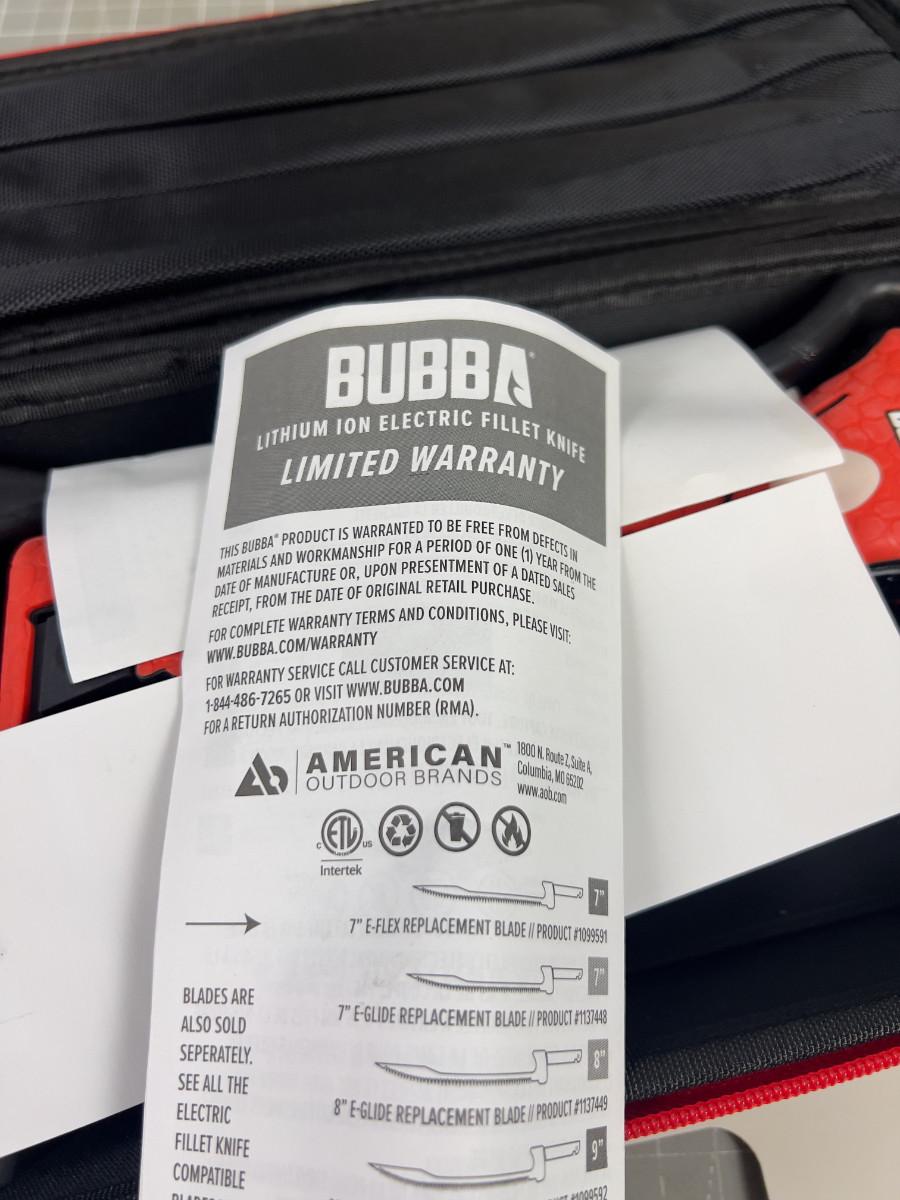 BUBBA®
LITHIUM ION ELECTRIC FILLET KNIFE
LIMITED WARRANTY
THIS BUBBA® PRODUCT IS WARRANTED TO BE FREE FROM DEFECTS IN
MATERIALS AND WORKMANSHIP FOR A PERIOD OF ONE (1) YEAR FROM THE
DATE OF MANUFACTURE OR, UPON PRESENTMENT OF A DATED SALES
RECEIPT, FROM THE DATE OF ORIGINAL RETAIL PURCHASE.
FOR COMPLETE WARRANTY TERMS AND CONDITIONS, PLEASE VISIT:
WWW.BUBBA.COM/WARRANTY
FOR WARRANTY SERVICE CALL CUSTOMER SERVICE AT:
1-844-486-7265 OR VISIT WWW.BUBBA.COM
FOR A RETURN AUTHORIZATION NUMBER (RMA).
AMERICAN™
OUTDOOR BRANDS
1800 N. Route Z, Suite A,
Columbia, MO 65202
www.aob.com
C ETL US
Intertek
7"
7" E-FLEX REPLACEMENT BLADE // PRODUCT #1099591
7"
7" E-GLIDE REPLACEMENT BLADE // PRODUCT #1137448
8"
8" E-GLIDE REPLACEMENT BLADE // PRODUCT #1137449
9"
#1099592
BLADES ARE
ALSO SOLD
SEPERATELY.
SEE ALL THE
ELECTRIC
FILLET KNIFE
COMPATIBLE